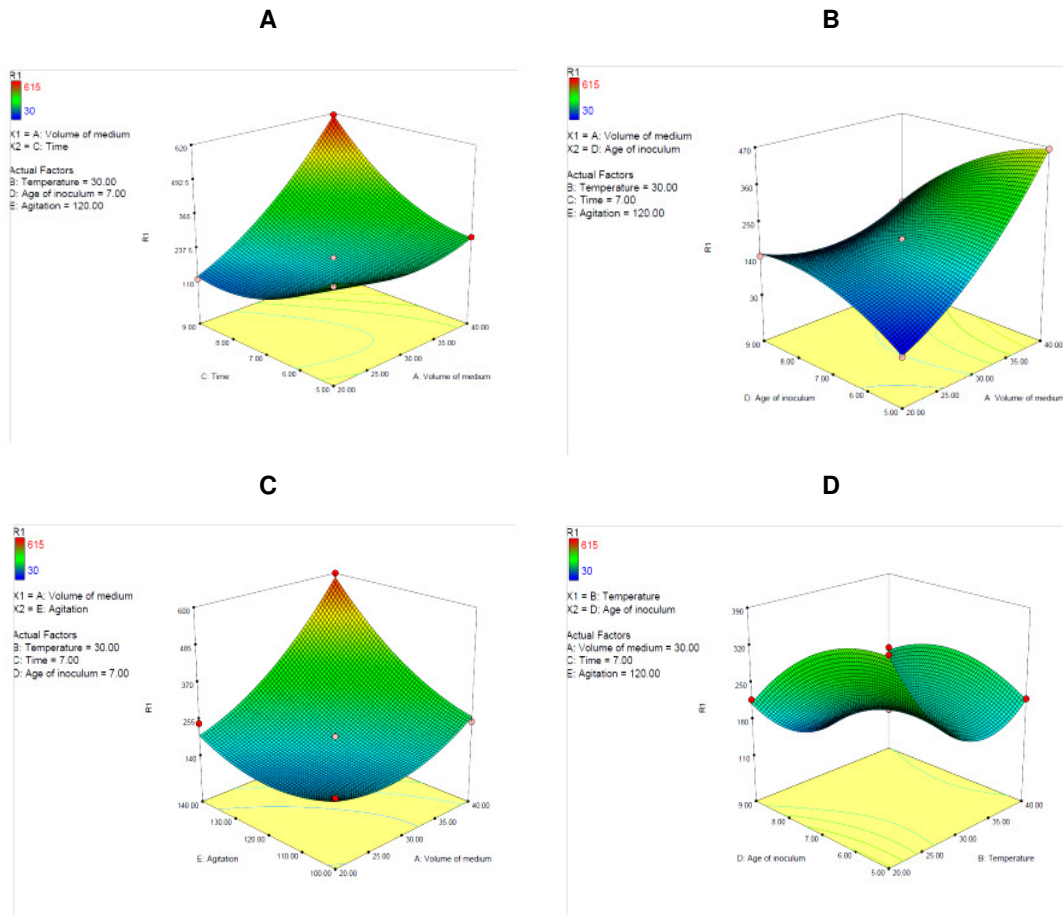 A
R1
615
30
X1 = A: Volume of medium
X2 = C: Time
Actual Factors
B: Temperature = 30.00
D: Age of inoculum = 7.00
E: Agitation = 120.00
620
492.5
365
237.5
110
R1
9.00
8.00
7.00
6.00
5.00
20.00
25.00
30.00
35.00
40.00
C: Time
A: Volume of medium
B
R1
615
30
X1 = A: Volume of medium
X2 = D: Age of inoculum
Actual Factors
B: Temperature = 30.00
C: Time = 7.00
E: Agitation = 120.00
470
360
250
140
30
R1
9.00
8.00
7.00
6.00
5.00
20.00
25.00
30.00
35.00
40.00
D: Age of inoculum
A: Volume of medium
C
R1
615
30
X1 = A: Volume of medium
X2 = E: Agitation
Actual Factors
B: Temperature = 30.00
C: Time = 7.00
D: Age of inoculum = 7.00
600
485
370
255
140
R1
140.00
130.00
120.00
110.00
100.00
20.00
25.00
30.00
35.00
40.00
E: Agitation
A: Volume of medium
D
R1
615
30
X1 = B: Temperature
X2 = D: Age of inoculum
Actual Factors
A: Volume of medium = 30.00
C: Time = 7.00
E: Agitation = 120.00
390
320
250
180
110
R1
9.00
8.00
7.00
6.00
5.00
20.00
25.00
30.00
35.00
40.00
D: Age of inoculum
B: Temperature